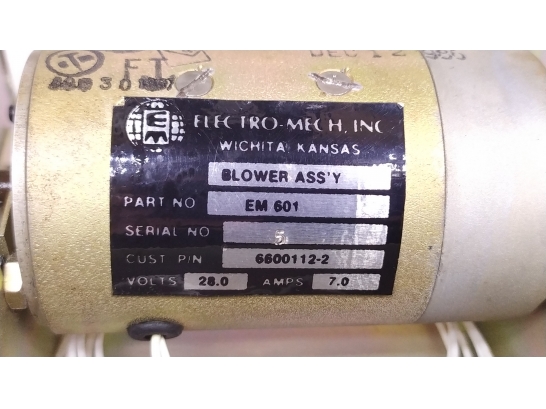 FT
DEC 12
ELECTRO-MECH, INC
WICHITA, KANSAS
BLOWER ASS'Y
PART NO EM 601
SERIAL NO 5
CUST P/N 6600112-2
VOLTS 28.0 AMPS 7.0